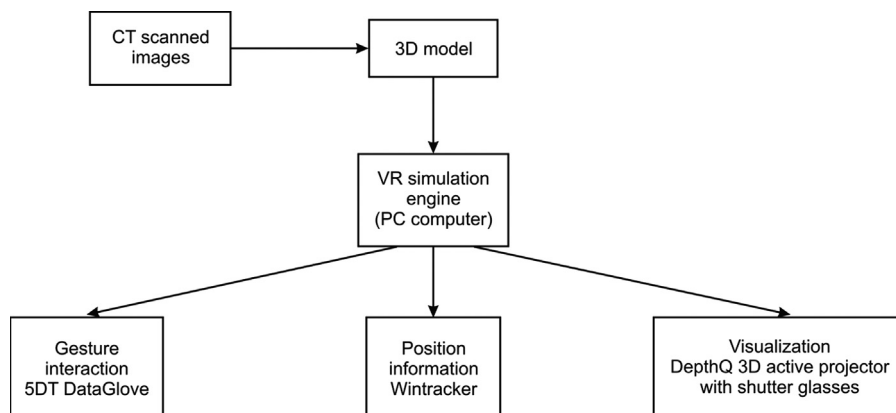 CT scanned
images
3D model
VR simulation
engine
(PC computer)
Gesture
interaction
5DT DataGlove
Position
information
Wintracker
Visualization
DepthQ 3D active projector
with shutter glasses